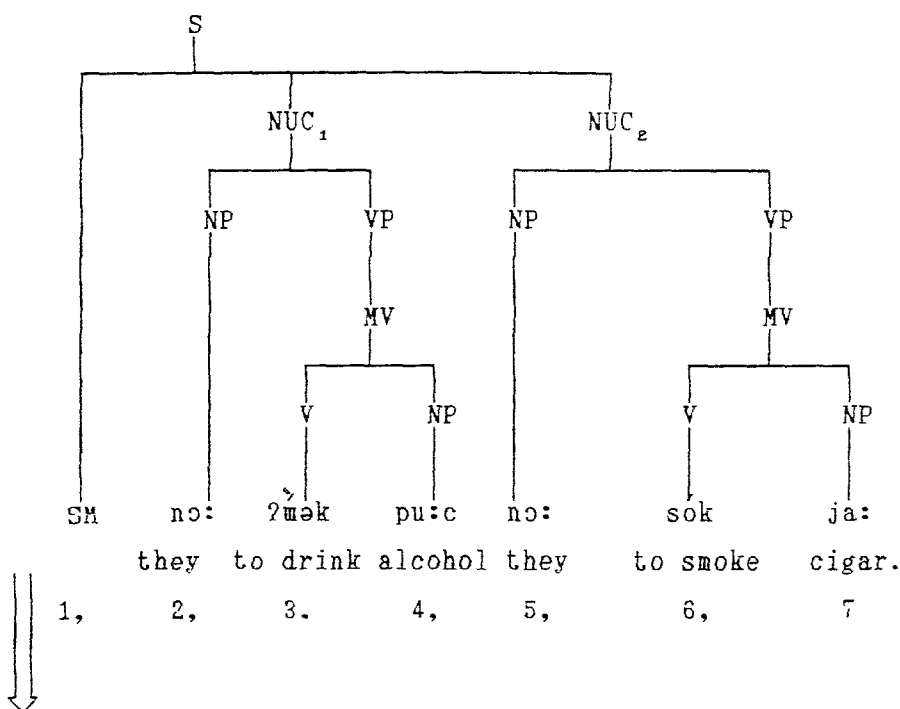 S
NUC₁ NUC₂
NP VP NP VP
MV MV
V NP V NP
SM nɔ: ʔɯ̀ək pu:c nɔ: sok ja:
they to drink alcohol they to smoke cigar.
1, 2, 3. 4, 5, 6, 7